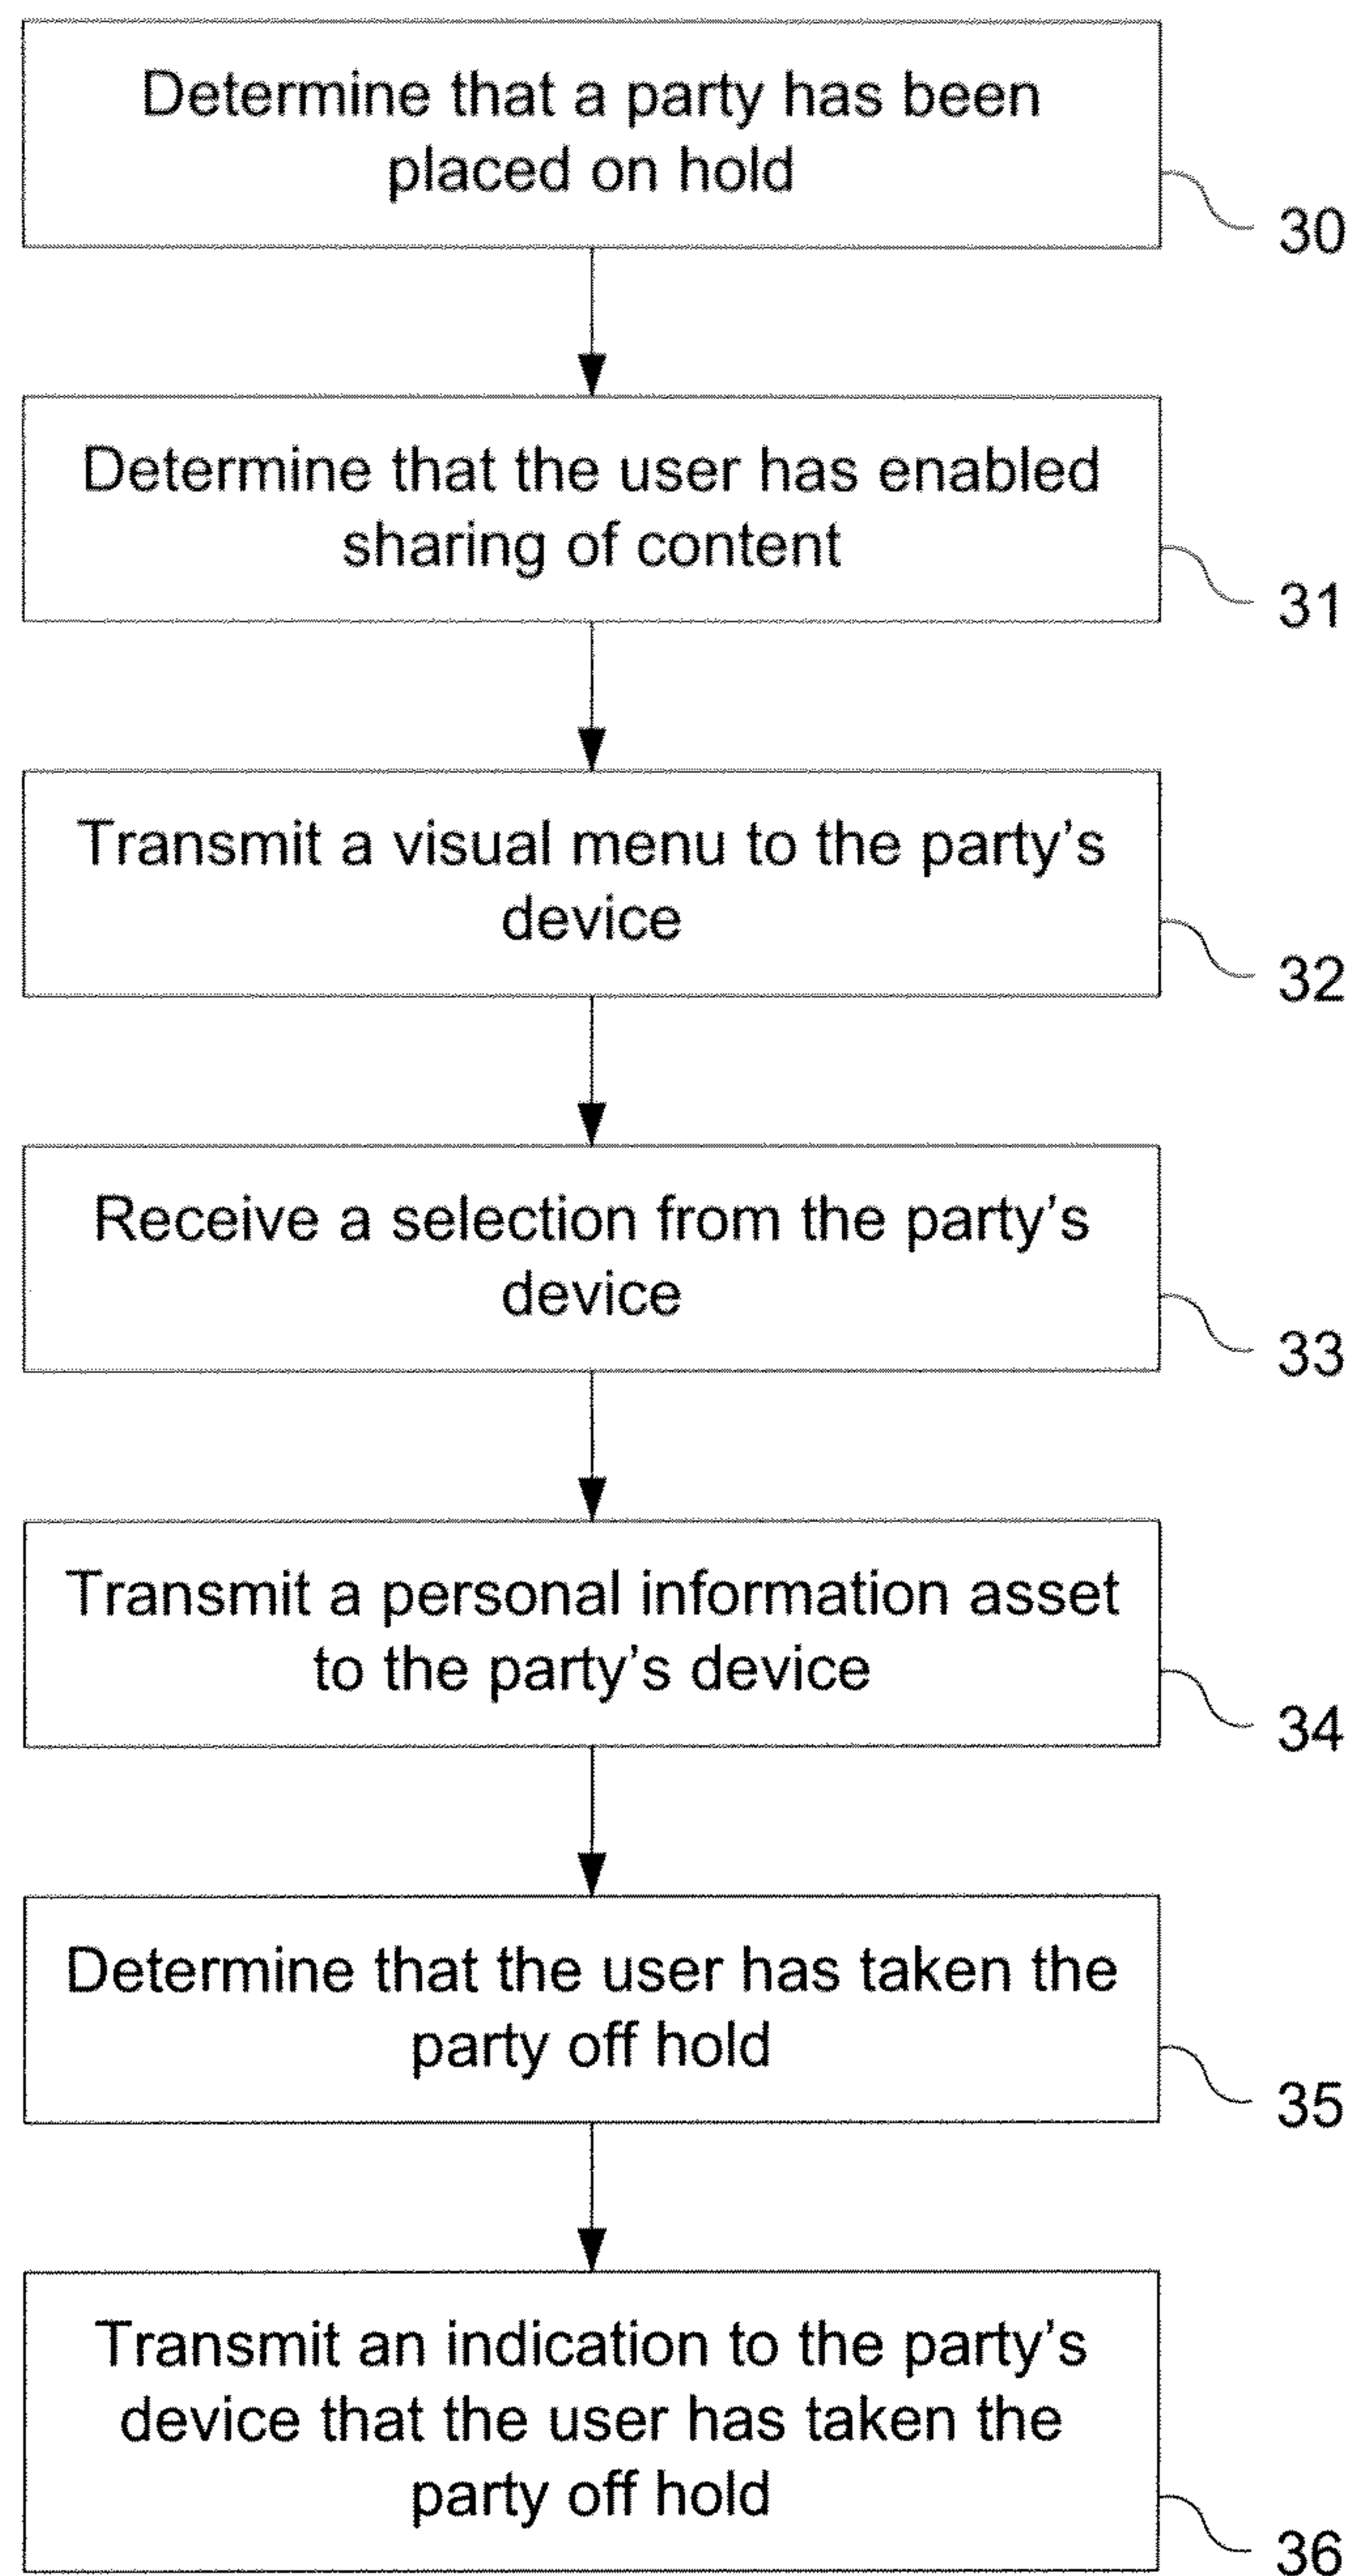 Determine that a party has been
placed on hold
30
Determine that the user has enabled
sharing of content
31
Transmit a visual menu to the party’s
device
32
Receive a selection from the party’s
device
33
Transmit a personal information asset
to the party’s device
34
Determine that the user has taken the
party off hold
35
Transmit an indication to the party’s
device that the user has taken the
party off hold
36